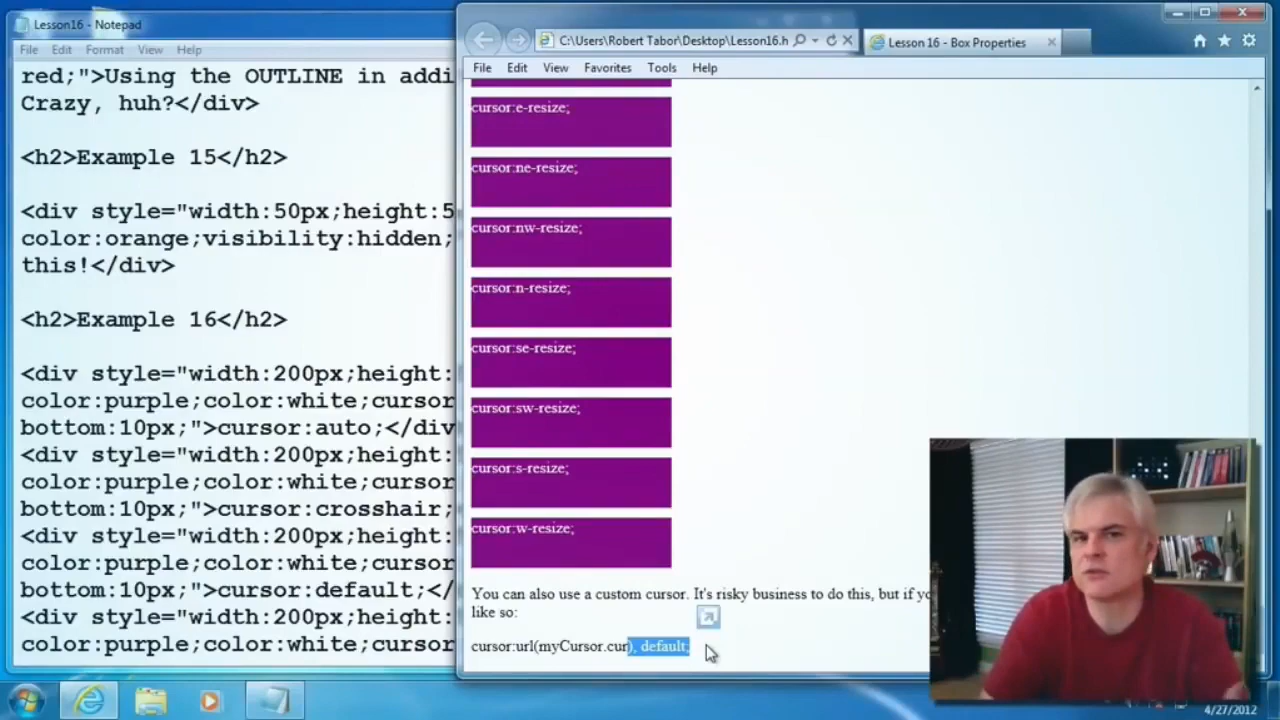 Lesson16 - Notepad
File Edit Format View Help
red;">Using the OUTLINE in addi
Crazy, huh?</div>
<h2>Example 15</h2>
<div style="width:50px;height:5
color:orange;visibility:hidden;
this!</div>
<h2>Example 16</h2>
<div style="width:200px;height:
color:purple;color:white;cursor
bottom:10px;">cursor:auto;</div
<div style="width:200px;height:
color:purple;color:white;cursor
bottom:10px;">cursor:crosshair;
<div style="width:200px;height:
color:purple;color:white;cursor
bottom:10px;">cursor:default;</
<div style="width:200px;height:
color:purple;color:white;cursor
C:\Users\Robert Tabor\Desktop\Lesson16.h
Lesson 16 - Box Properties
File Edit View Favorites Tools Help
cursor:e-resize;
cursor:ne-resize;
cursor:nw-resize;
cursor:n-resize;
cursor:se-resize;
cursor:sw-resize;
cursor:s-resize;
cursor:w-resize;
You can also use a custom cursor. It's risky business to do this, but if yo
like so:
cursor:url(myCursor.cur), default;
4/27/2012